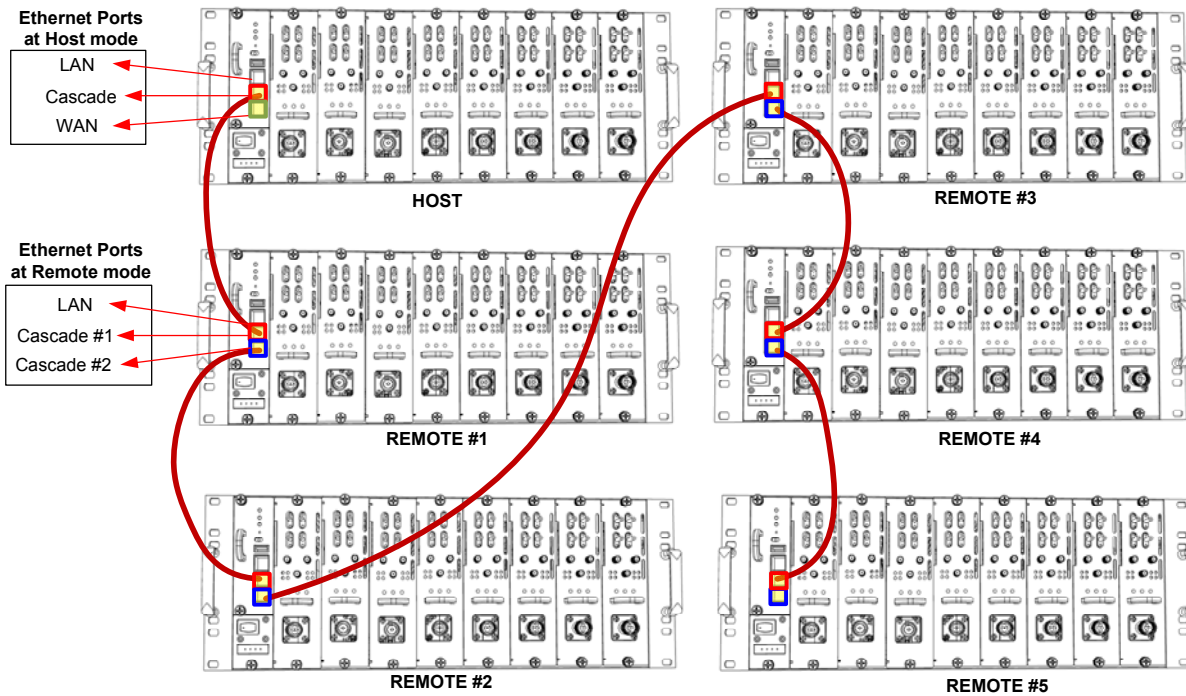 Ethernet Ports
at Host mode
LAN
Cascade
WAN
HOST
REMOTE #3
Ethernet Ports
at Remote mode
LAN
Cascade #1
Cascade #2
REMOTE #1
REMOTE #4
REMOTE #2
REMOTE #5